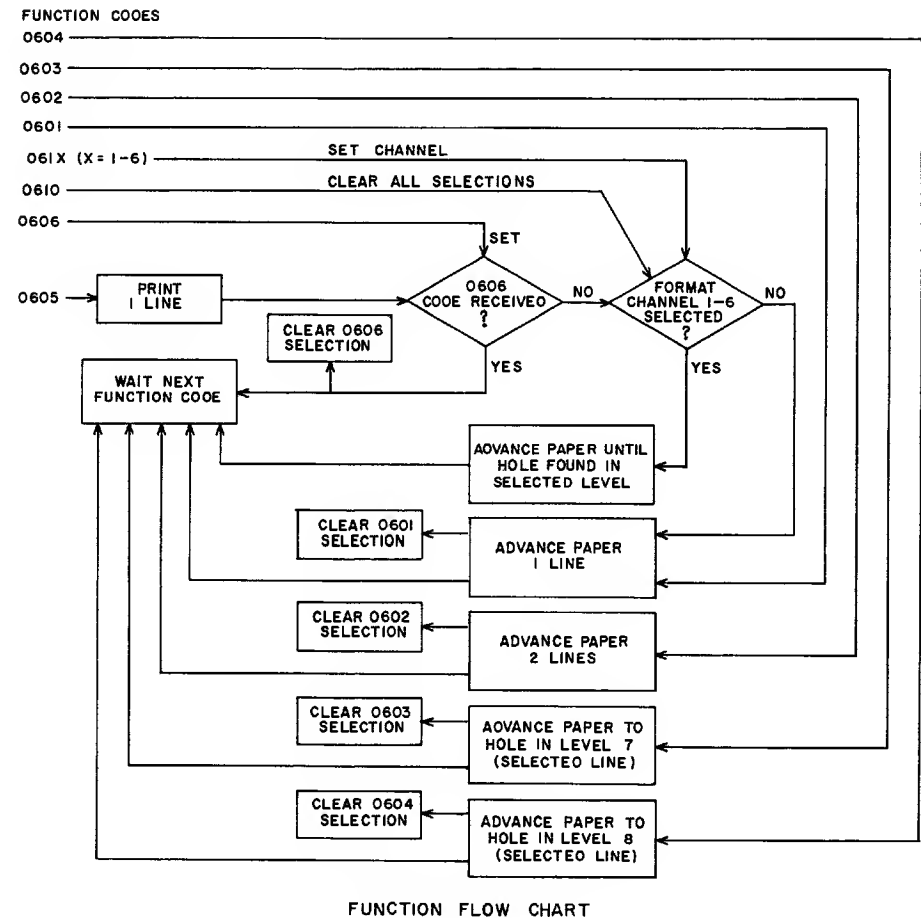 FUNCTION COOES
0604
0603
0602
0601
061X (X = 1-6)
SET CHANNEL
0610
CLEAR ALL SELECTIONS
0606
SET
0605
PRINT
1 LINE
0606
CODE RECEIVED
?
NO
FORMAT
CHANNEL 1-6
SELECTED
?
NO
CLEAR 0606
SELECTION
YES
YES
WAIT NEXT
FUNCTION COOE
AOVANCE PAPER UNTIL
HOLE FOUND IN
SELECTED LEVEL
CLEAR 0601
SELECTION
ADVANCE PAPER
1 LINE
CLEAR 0602
SELECTION
ADVANCE PAPER
2 LINES
CLEAR 0603
SELECTION
AOVANCE PAPER TO
HOLE IN LEVEL 7
(SELECTEO LINE)
CLEAR 0604
SELECTION
ADVANCE PAPER TO
HOLE IN LEVEL 8
(SELECTEO LINE)
FUNCTION FLOW CHART